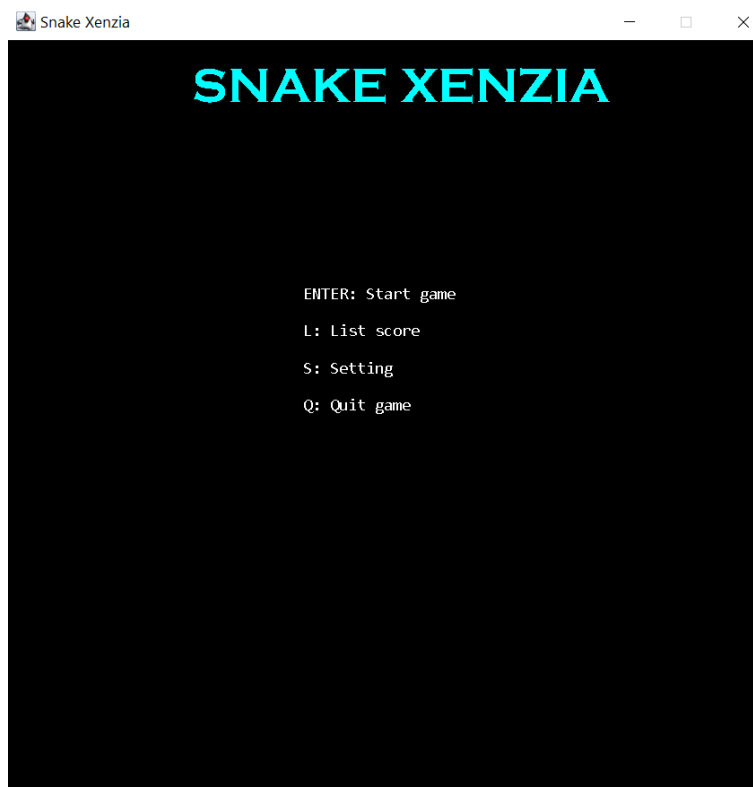 Snake Xenzia
SNAKE XENZIA
ENTER: Start game
L: List score
S: Setting
Q: Quit game